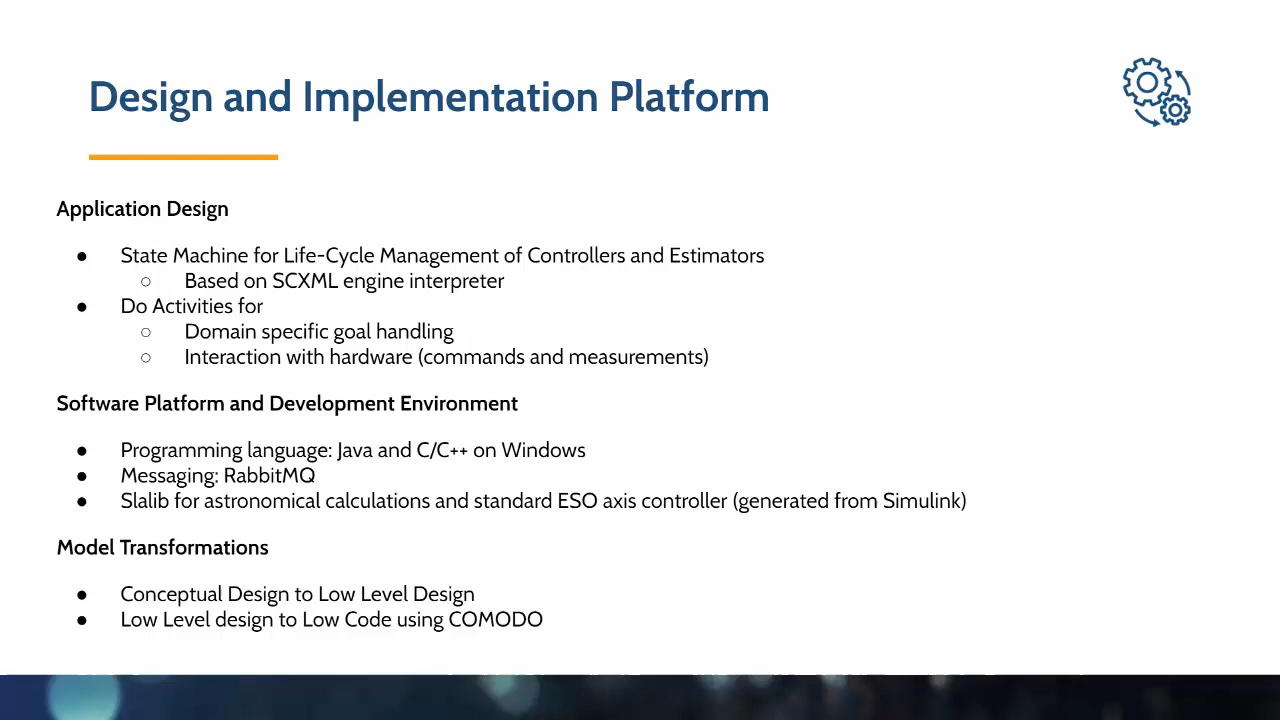 Design and Implementation Platform
Application Design
● State Machine for Life-Cycle Management of Controllers and Estimators
○ Based on SCXML engine interpreter
● Do Activities for
○ Domain specific goal handling
○ Interaction with hardware (commands and measurements)
Software Platform and Development Environment
● Programming language: Java and C/C++ on Windows
● Messaging: RabbitMQ
● Slalib for astronomical calculations and standard ESO axis controller (generated from Simulink)
Model Transformations
● Conceptual Design to Low Level Design
● Low Level design to Low Code using COMODO